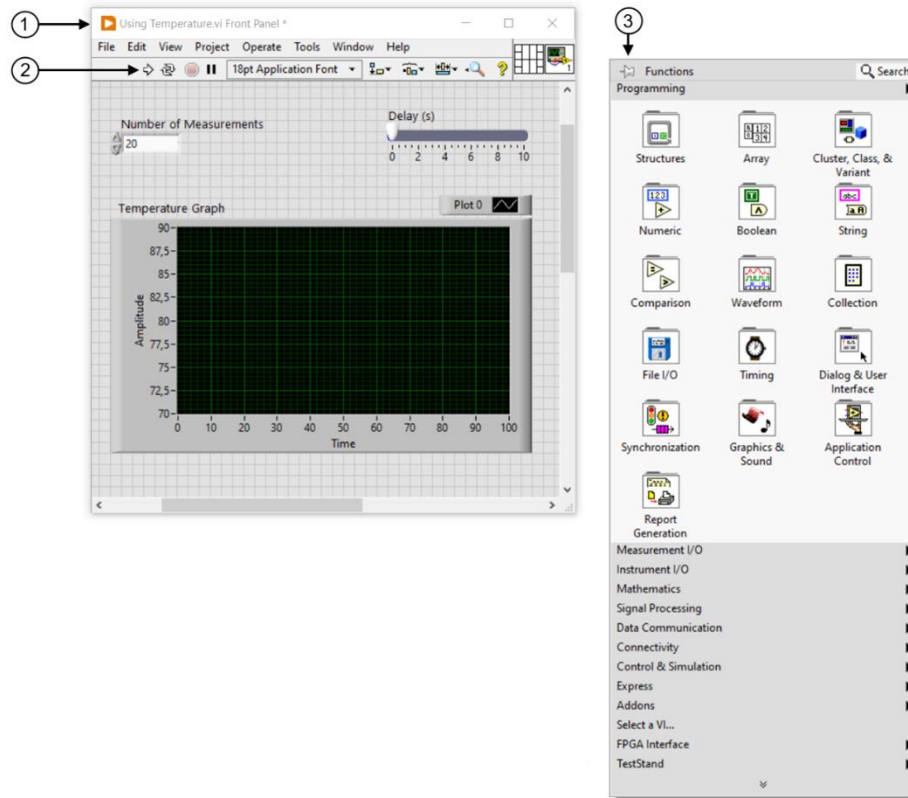 1
Using Temperature.vi Front Panel *
File Edit View Project Operate Tools Window Help
2
18pt Application Font
1
Number of Measurements
20
Delay (s)
0 2 4 6 8 10
Temperature Graph
Plot 0
90
87,5
85
82,5
80
77,5
75
72,5
70
Amplitude
0 10 20 30 40 50 60 70 80 90 100
Time
3
Functions
Search
Programming
Structures
Array
Cluster, Class, &
Variant
Numeric
Boolean
String
Comparison
Waveform
Collection
File I/O
Timing
Dialog & User
Interface
Synchronization
Graphics &
Sound
Application
Control
Report
Generation
Measurement I/O
Instrument I/O
Mathematics
Signal Processing
Data Communication
Connectivity
Control & Simulation
Express
Addons
Select a VI...
FPGA Interface
TestStand